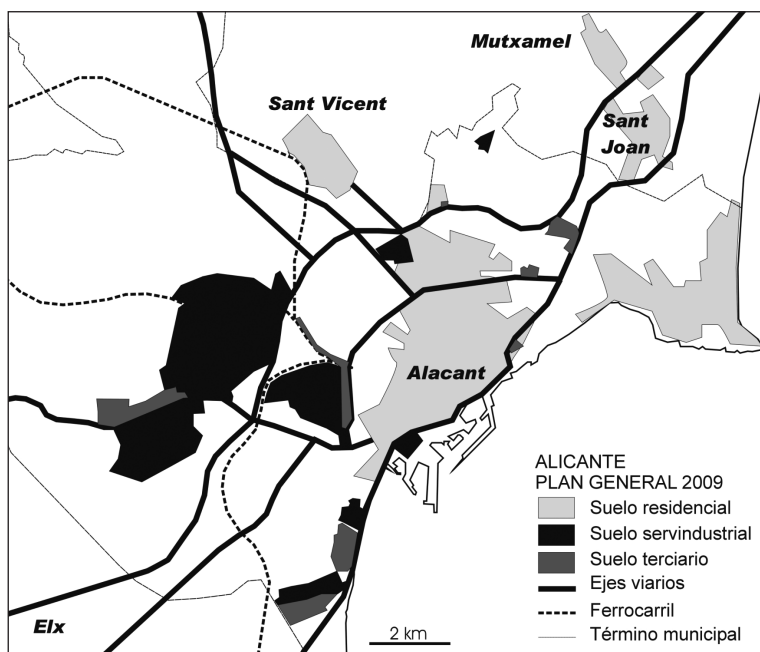 Mutxamel
Sant Vicent
Sant
Joan
Alacant
Elx
2 km
ALICANTE
PLAN GENERAL 2009
Suelo residencial
Suelo servindustrial
Suelo terciario
Ejes viarios
Ferrocarril
Término municipal